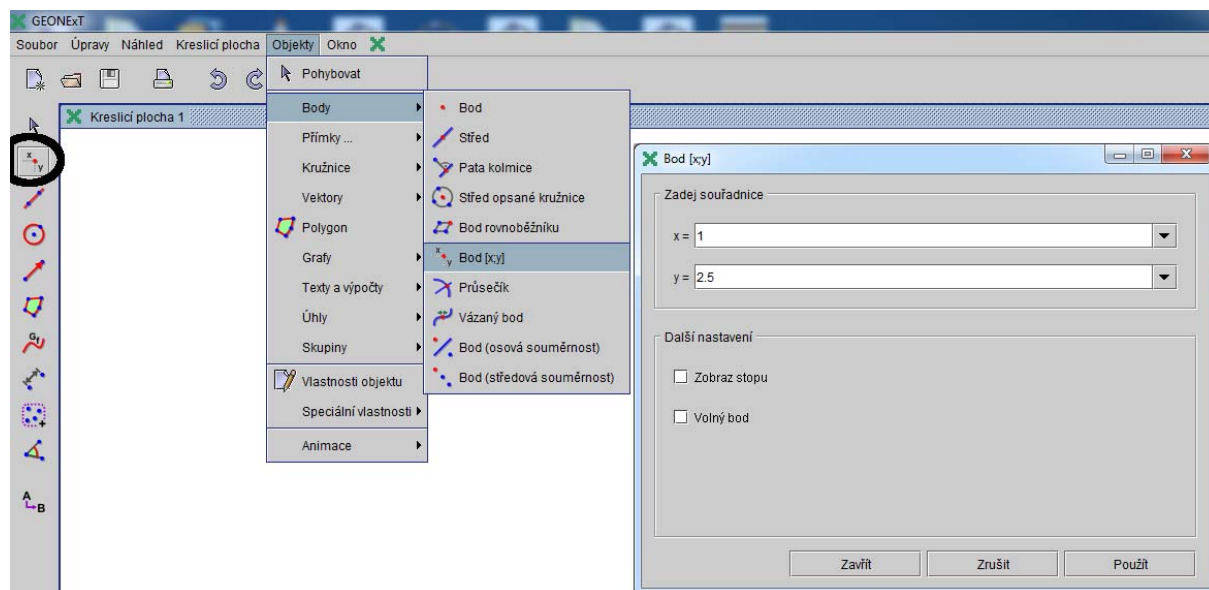 GEONExT
Soubor Úpravy Náhled Kreslicí plocha Objekty Okno
Pohybovat
Kreslicí plocha 1
Body
Přímky ...
Kružnice
Vektory
Polygon
Grafy
Texty a výpočty
Úhly
Skupiny
Vlastnosti objektu
Speciální vlastnosti
Animace
Bod
Střed
Pata kolmice
Střed opsané kružnice
Bod rovnoběžníku
x y Bod [x;y]
Průsečík
Vázaný bod
Bod (osová souměrnost)
Bod (středová souměrnost)
x
y
Gf
A
B
Bod [x;y]
Zadej souřadnice
x = 1
y = 2.5
Další nastavení
Zobraz stopu
Volný bod
Zavřít Zrušit Použít